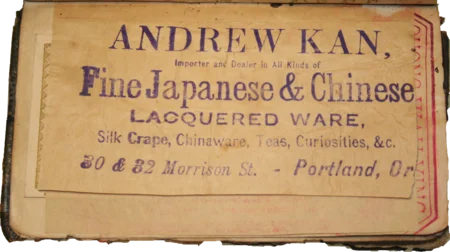 ANDREW KAN,
Importer and Dealer in All Kinds of
Fine Japanese & Chinese
LACQUERED WARE,
Silk Crape, Chinaware, Teas, Curiosities, &c.
30 & 32 Morrison St. - Portland, Or